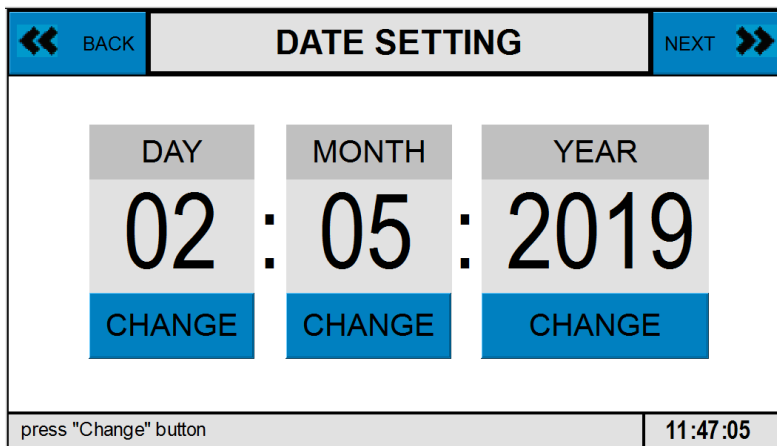 BACK DATE SETTING NEXT
DAY MONTH YEAR
02 : 05 : 2019
CHANGE CHANGE CHANGE
press "Change" button 11:47:05